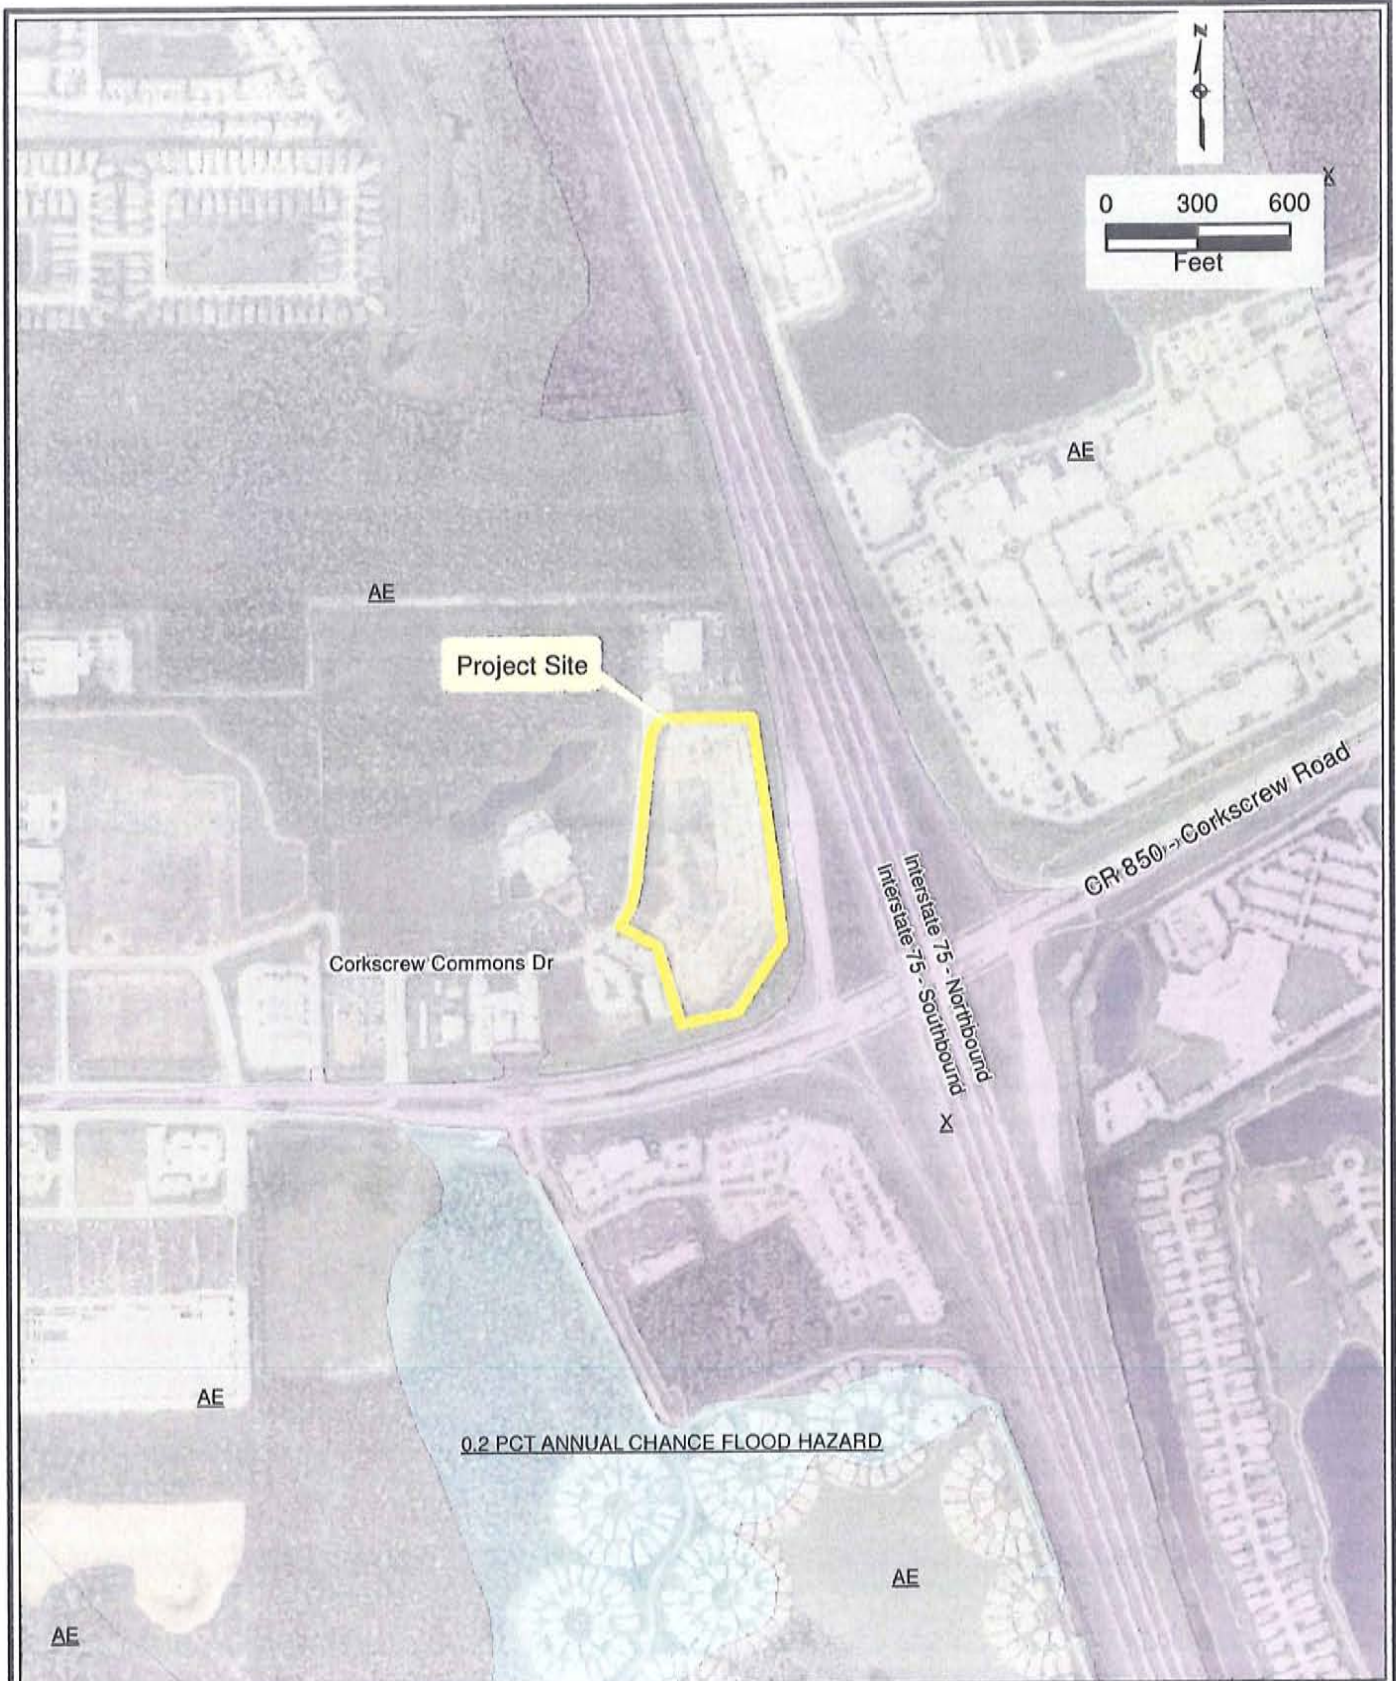 N
X
0 300 600
Feet
AE
AE
Project Site
CR 850 - Corkscrew Road
Interstate 75 - Northbound
Interstate 75 - Southbound
Corkscrew Commons Dr
X
AE
0.2 PCT ANNUAL CHANCE FLOOD HAZARD
AE
AE